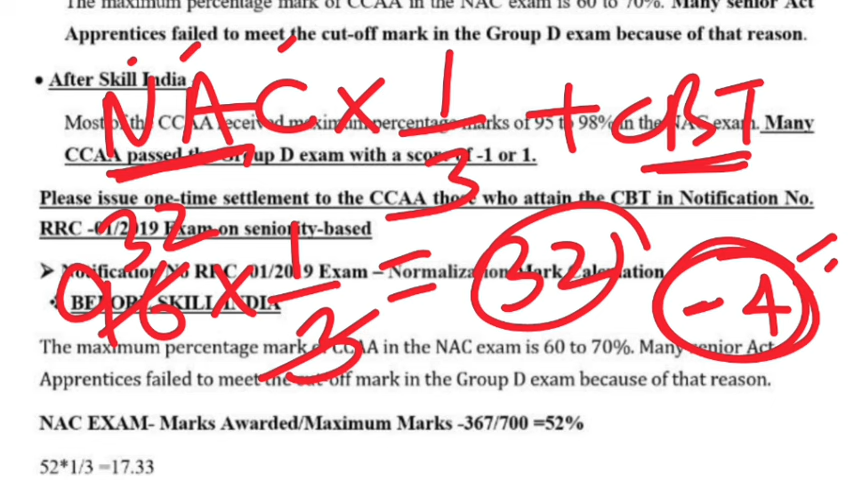 The maximum percentage mark of CCAA in the NAC exam is 60 to 70%. Many senior Act
Apprentices failed to meet the cut-off mark in the Group D exam because of that reason.
• After Skill India
NAC × 1/3 + CBT
Most of the CCAA received maximum percentage marks of 95 to 98% in the NAC exam. Many
CCAA passed the Group D exam with a score of -1 or 1.
Please issue one-time settlement to the CCAA those who attain the CBT in Notification No.
RRC -01/2019 Exam on seniority-based
32
96 × 1/3 = 32 -4
➤ Notification No RRC -01/2019 Exam – Normalization Mark Calculation
BEFORE SKILL INDIA
The maximum percentage mark of CCAA in the NAC exam is 60 to 70%. Many senior Act
Apprentices failed to meet the cut-off mark in the Group D exam because of that reason.
NAC EXAM- Marks Awarded/Maximum Marks -367/700 =52%
52*1/3 =17.33